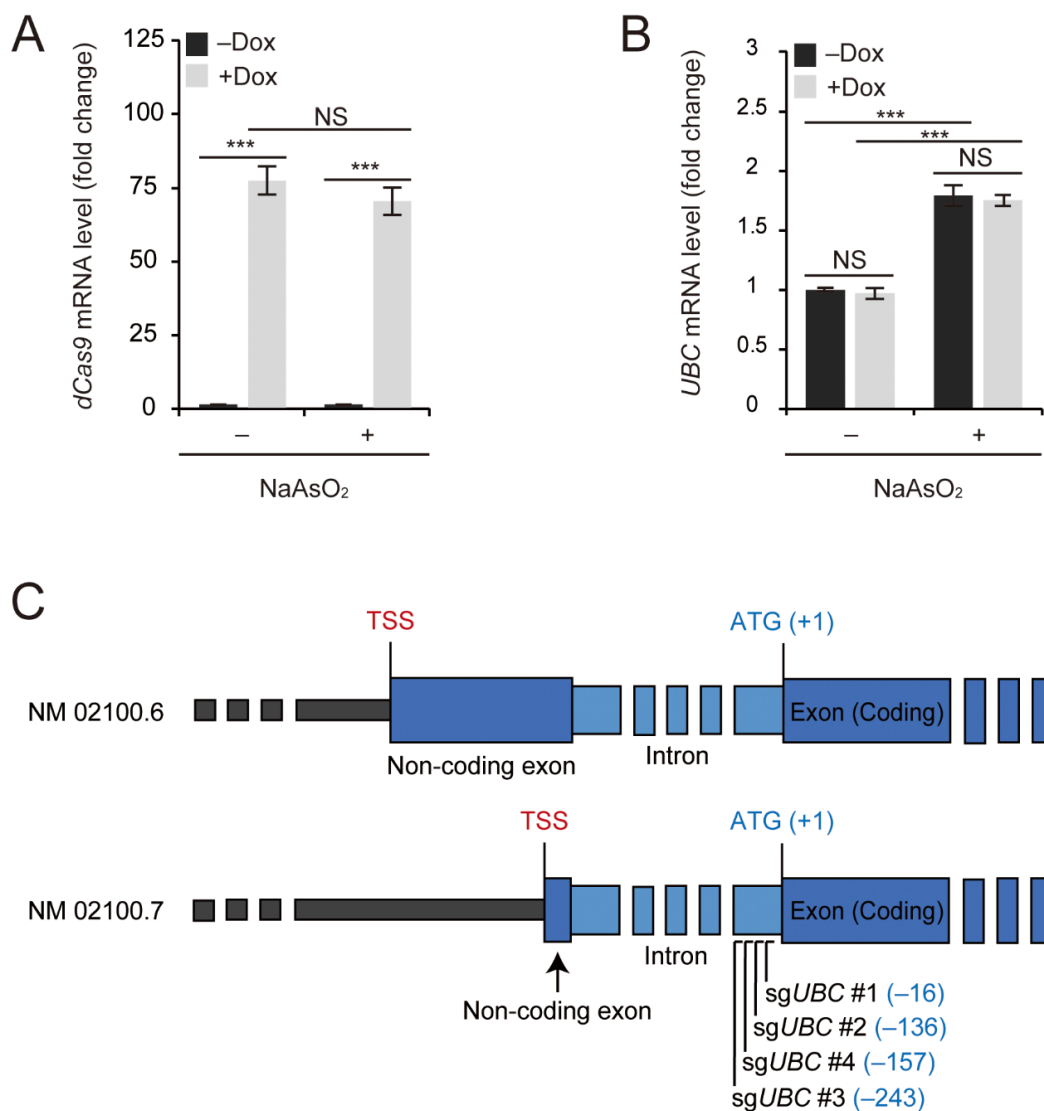 A
dCas9 mRNA level (fold change)
125
100
75
50
25
0
–Dox
+Dox
NS
***
***
– +
NaAsO₂
B
UBC mRNA level (fold change)
3
2.5
2
1.5
1
0.5
0
–Dox
+Dox
***
***
NS
NS
– +
NaAsO₂
C
TSS ATG (+1)
NM 02100.6 Exon (Coding)
Non-coding exon Intron
TSS ATG (+1)
NM 02100.7 Exon (Coding)
Intron
Non-coding exon
sgUBC #1 (–16)
sgUBC #2 (–136)
sgUBC #4 (–157)
sgUBC #3 (–243)